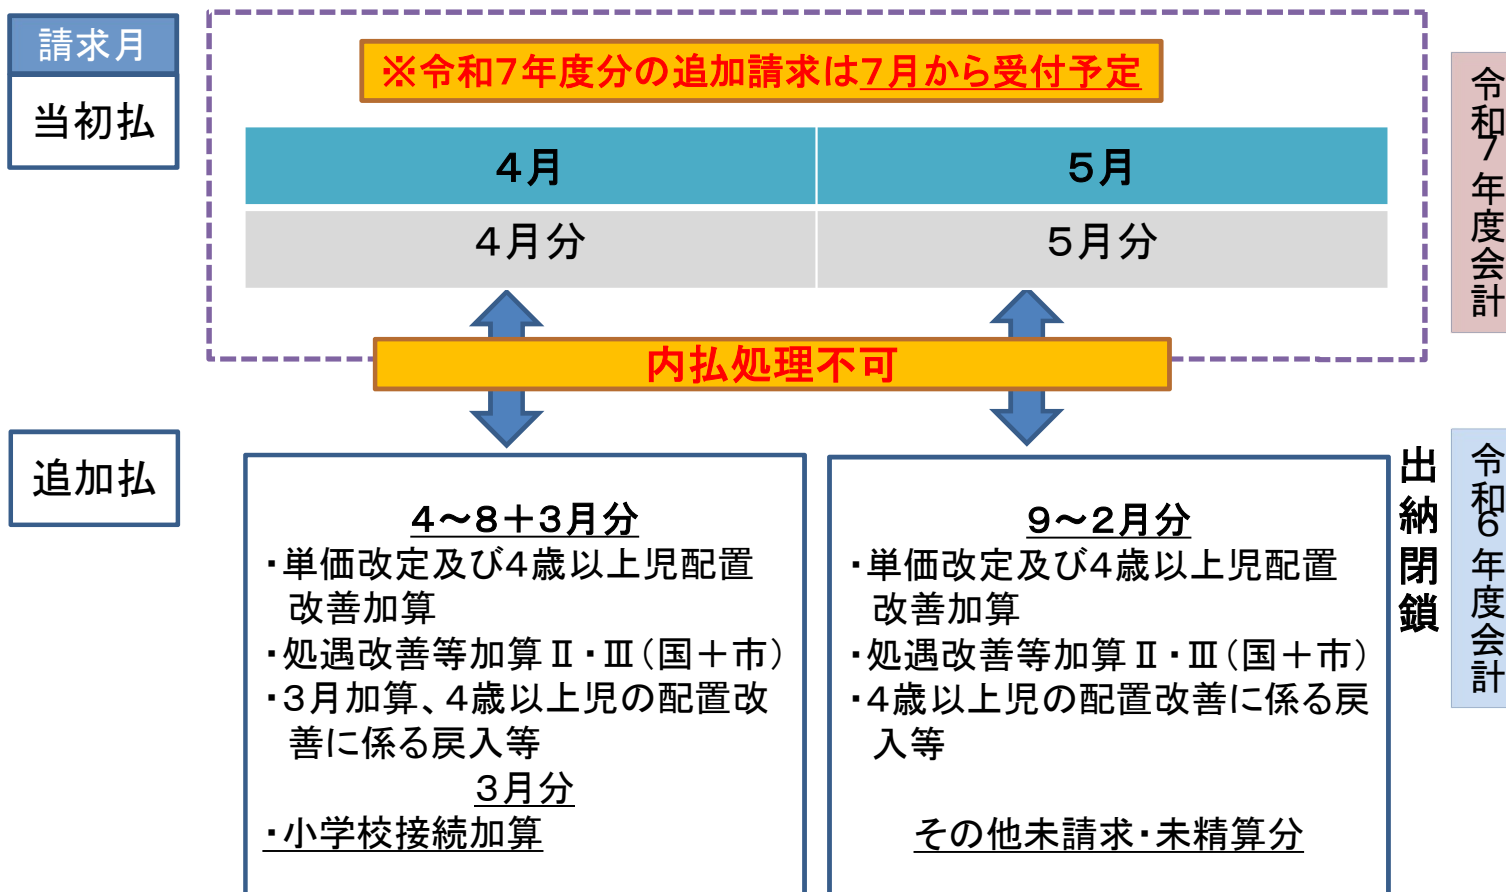 請求月
当初払
※令和7年度分の追加請求は7月から受付予定
4月
5月
4月分
5月分
令和7年度会計
内払処理不可
追加払
4～8＋3月分
・単価改定及び4歳以上児配置
改善加算
・処遇改善等加算Ⅱ・Ⅲ（国＋市）
・3月加算、4歳以上児の配置改
善に係る戻入等
3月分
・小学校接続加算
9～2月分
・単価改定及び4歳以上児配置
改善加算
・処遇改善等加算Ⅱ・Ⅲ（国＋市）
・4歳以上児の配置改善に係る戻
入等
その他未請求・未精算分
出納閉鎖
令和6年度会計